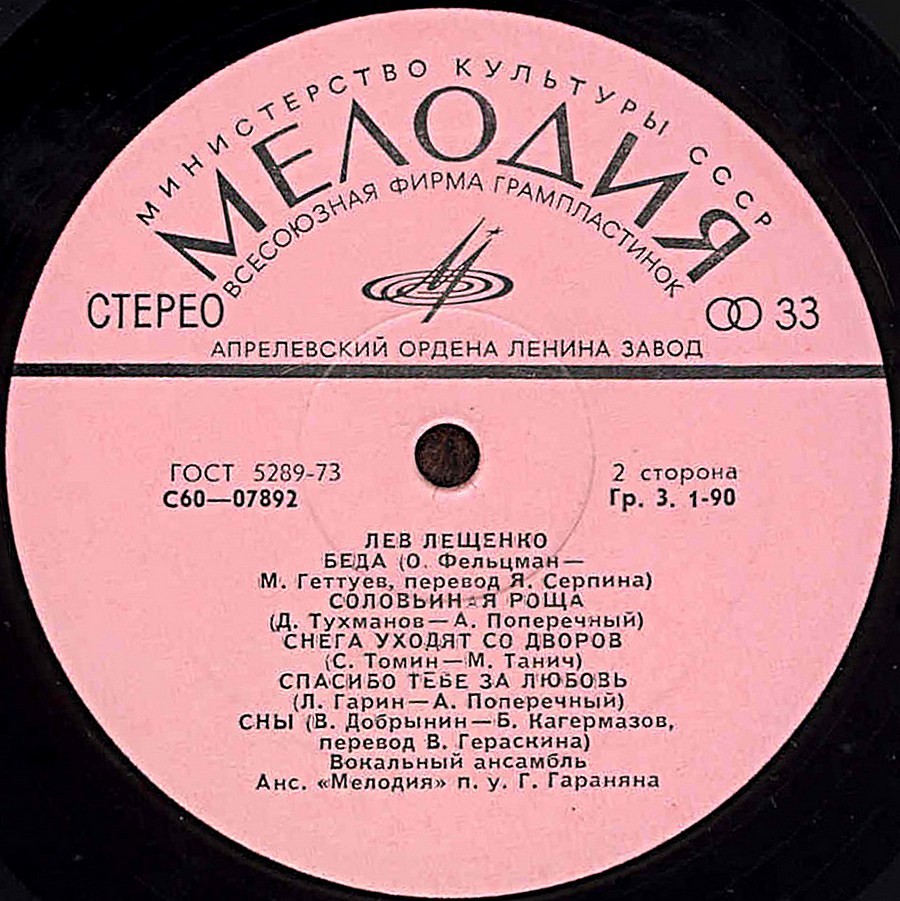 МИНИСТЕРСТВО КУЛЬТУРЫ СССР
МЕЛОДИЯ
ВСЕСОЮЗНАЯ ФИРМА ГРАМПЛАСТИНОК
СТЕРЕО
33
АПРЕЛЕВСКИЙ ОРДЕНА ЛЕНИНА ЗАВОД
ГОСТ 5289-73
2 сторона
С60—07892
Гр. 3. 1-90
ЛЕВ ЛЕЩЕНКО
БЕДА (О. Фельцман—
М. Геттуев, перевод Я. Серпина)
СОЛОВЬИНАЯ РОЩА
(Д. Тухманов—А. Поперечный)
СНЕГА УХОДЯТ СО ДВОРОВ
(С. Томин—М. Танич)
СПАСИБО ТЕБЕ ЗА ЛЮБОВЬ
(Л. Гарин—А. Поперечный)
СНЫ (В. Добрынин—Б. Кагермазов,
перевод В. Гераскина)
Вокальный ансамбль
Анс. «Мелодия» п. у. Г. Гараняна